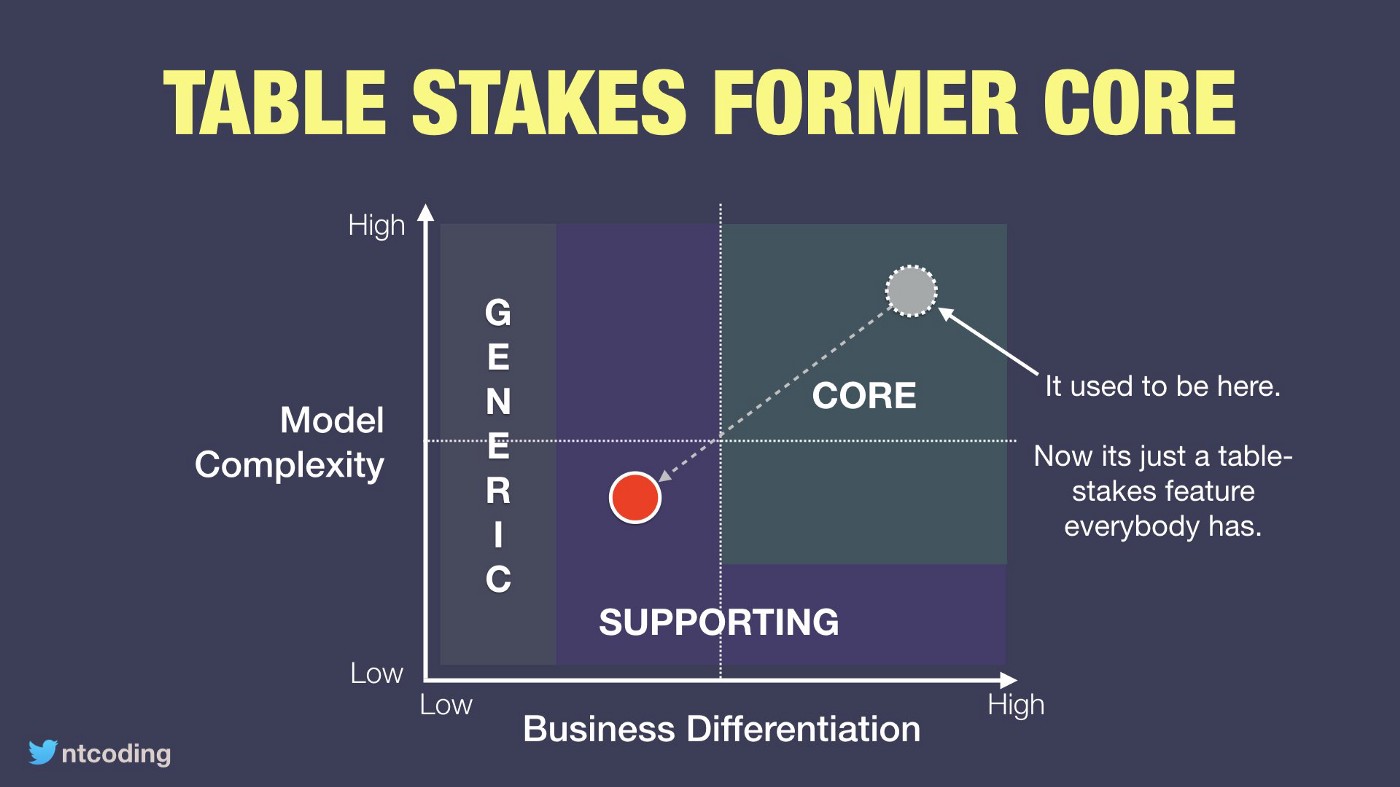 TABLE STAKES FORMER CORE
High
GENERIC
Model
Complexity
CORE
It used to be here.
Now its just a table-
stakes feature
everybody has.
SUPPORTING
Low
Low
High
Business Differentiation
ntcoding